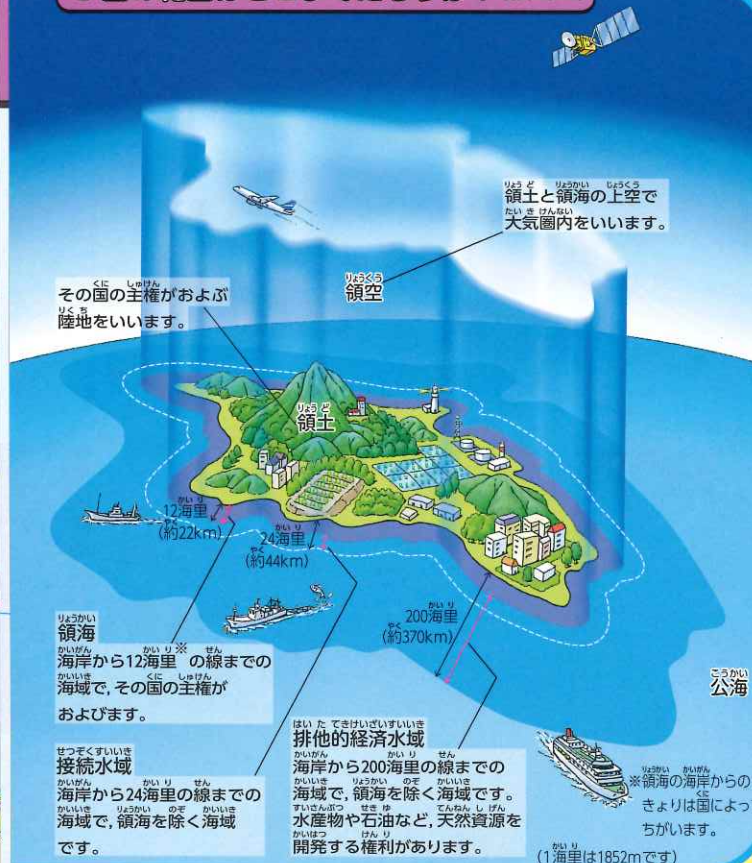 領土と領海の上空で
大気圏内をいいます。
領空
その国の主権がおよぶ
陸地をいいます。
領土
12海里
(約22km)
24海里
(約44km)
200海里
(約370km)
領海
海岸から12海里※の線までの
海域で,その国の主権が
およびます。
接続水域
海岸から24海里の線までの
海域で,領海を除く海域
です。
排他的経済水域
海岸から200海里の線までの
海域で,領海を除く海域です。
水産物や石油など,天然資源を
開発する権利があります。
公海
※領海の海岸からの
きょりは国によっ
ちがいます。
(1海里は1852mです)